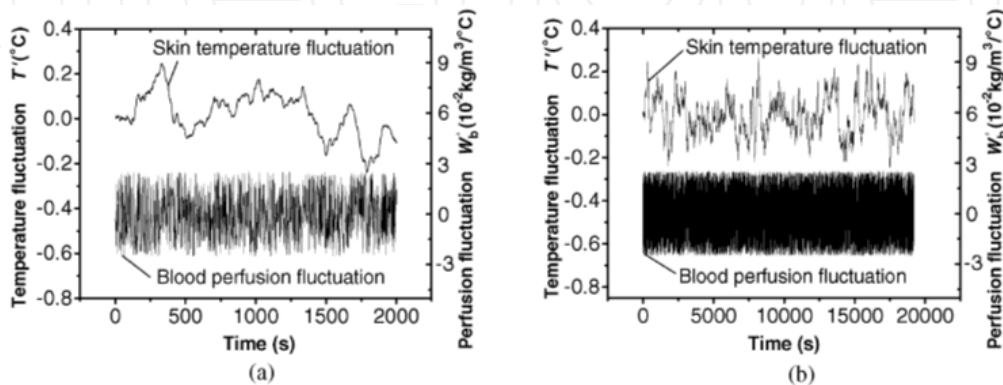 0.4
0.2
0.0
-0.2
-0.4
-0.6
-0.8
Temperature fluctuation T'(°C)
Skin temperature fluctuation
Blood perfusion fluctuation
9
6
3
0
-3
Perfusion fluctuation W'b (10-2kg/m3/°C)
0 500 1000 1500 2000
Time (s)
(a)
0.4
0.2
0.0
-0.2
-0.4
-0.6
-0.8
Temperature fluctuation T'(°C)
Skin temperature fluctuation
Blood perfusion fluctuation
9
6
3
0
-3
Perfusion fluctuation W'b (10-2kg/m3/°C)
0 5000 10000 15000 20000
Time (s)
(b)